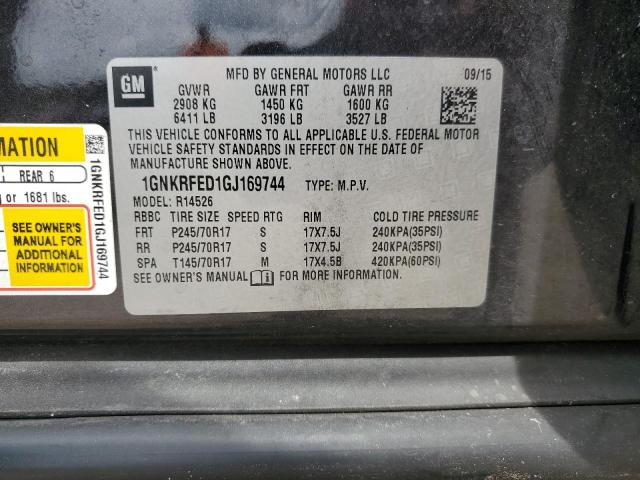 GM
MFD BY GENERAL MOTORS LLC 09/15
GVWR GAWR FRT GAWR RR
2908 KG 1450 KG 1600 KG
6411 LB 3196 LB 3527 LB
THIS VEHICLE CONFORMS TO ALL APPLICABLE U.S. FEDERAL MOTOR
VEHICLE SAFETY STANDARDS IN EFFECT ON THE DATE OF
MANUFACTURE SHOWN ABOVE.
1GNKRFED1GJ169744 TYPE: M.P.V.
MODEL: R14526
RBBC TIRE SIZE SPEED RTG RIM COLD TIRE PRESSURE
FRT P245/70R17 S 17X7.5J 240KPA(35PSI)
RR P245/70R17 S 17X7.5J 240KPA(35PSI)
SPA T145/70R17 M 17X4.5B 420KPA(60PSI)
SEE OWNER'S MANUAL FOR MORE INFORMATION.
REAR 6
or 1681 lbs.
SEE OWNER'S
MANUAL FOR
ADDITIONAL
INFORMATION
1GNKRFED1GJ169744